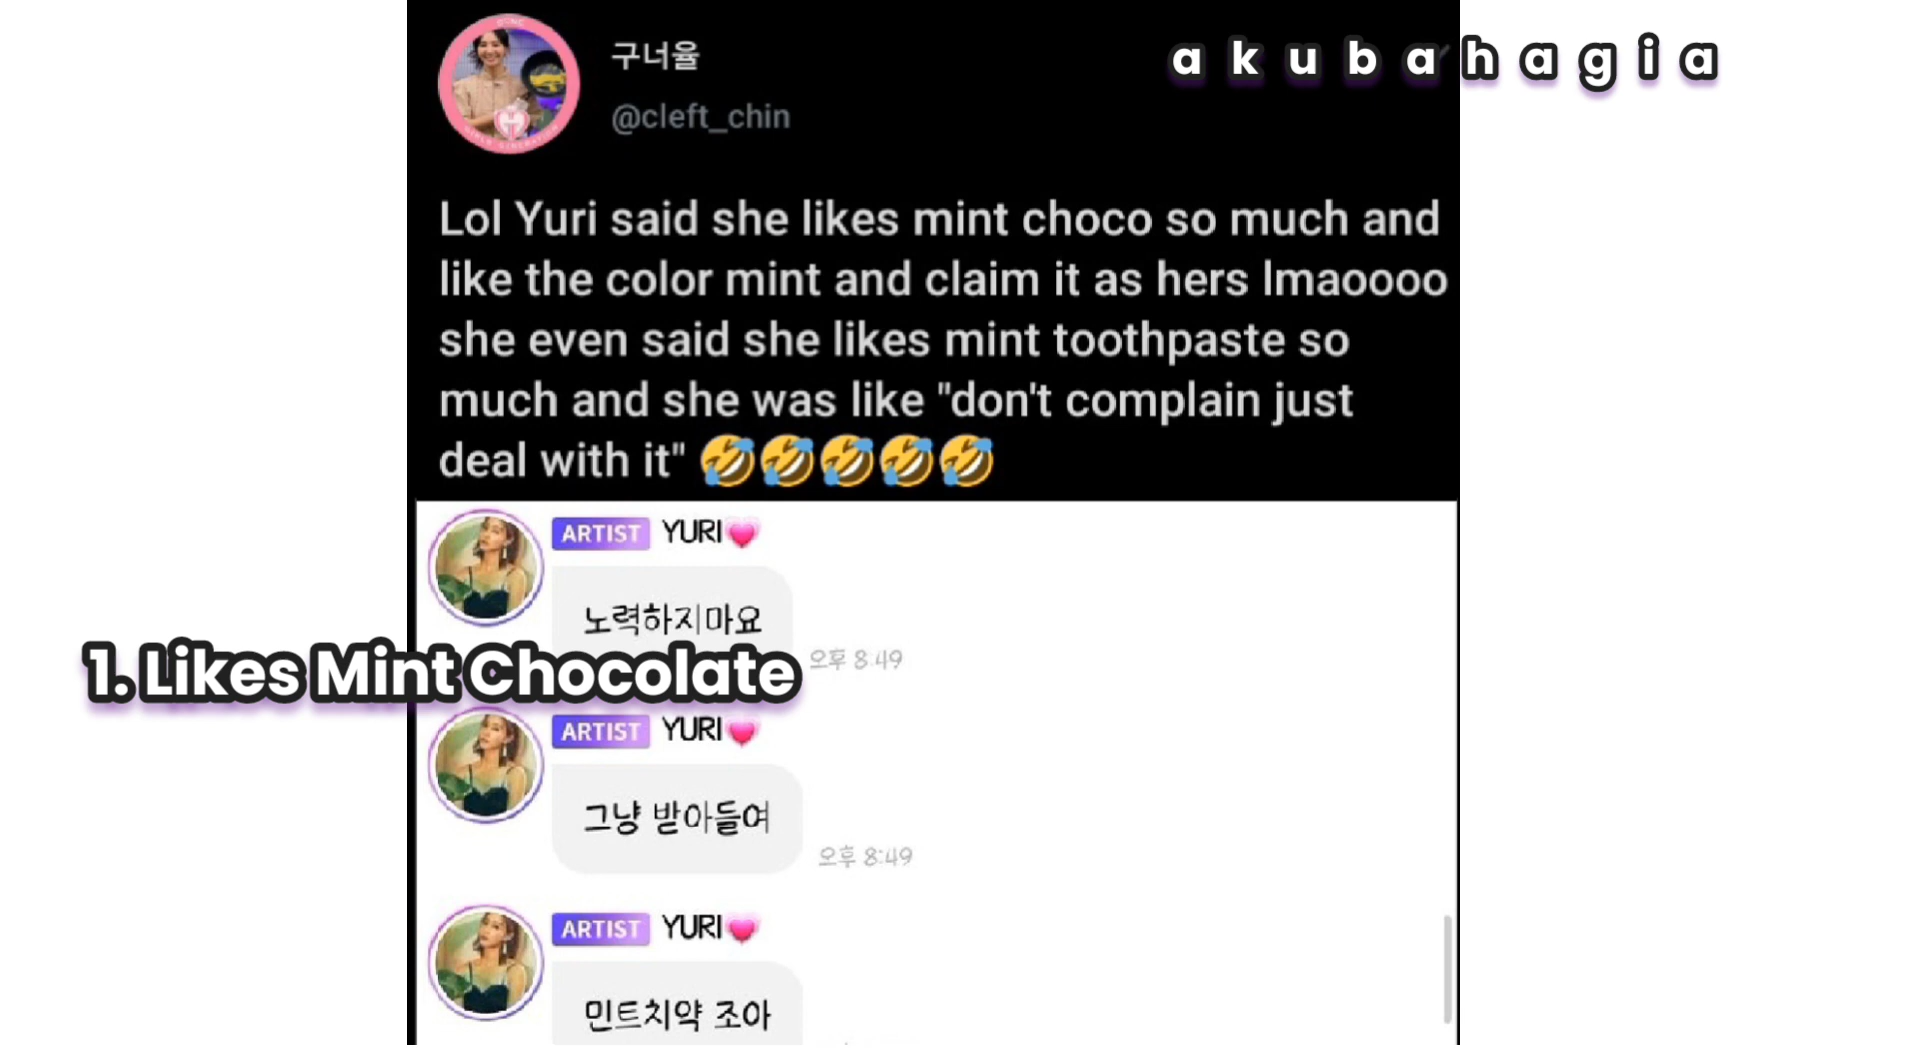 구너율
@cleft_chin
a k u b a h a g i a
Lol Yuri said she likes mint choco so much and
like the color mint and claim it as hers lmaoooo
she even said she likes mint toothpaste so
much and she was like "don't complain just
deal with it" 🤣🤣🤣🤣🤣
ARTIST YURI💗
노력하지마요
오후 8:49
1. Likes Mint Chocolate
ARTIST YURI💗
그냥 받아들여
오후 8:49
ARTIST YURI💗
민트치약 조아